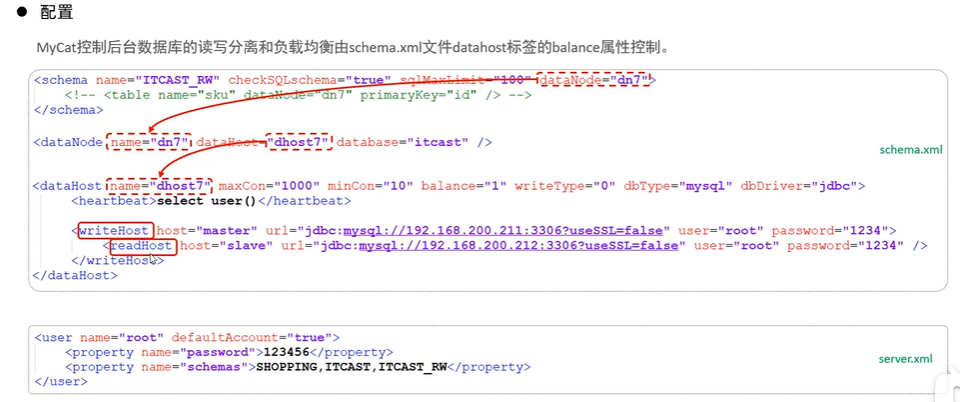 ● 配置
MyCat控制后台数据库的读写分离和负载均衡由schema.xml文件datahost标签的balance属性控制。
<schema name="ITCAST_RW" checkSQLschema="true" sqlMaxLimit="100" dataNode="dn7">
<!-- <table name="sku" dataNode="dn7" primaryKey="id" /> -->
</schema>
<dataNode name="dn7" dataHost="dhost7" database="itcast" />
schema.xml
<dataHost name="dhost7" maxCon="1000" minCon="10" balance="1" writeType="0" dbType="mysql" dbDriver="jdbc">
<heartbeat>select user()</heartbeat>
<writeHost host="master" url="jdbc:mysql://192.168.200.211:3306?useSSL=false" user="root" password="1234">
<readHost host="slave" url="jdbc:mysql://192.168.200.212:3306?useSSL=false" user="root" password="1234" />
</writeHost>
</dataHost>
<user name="root" defaultAccount="true">
<property name="password">123456</property>
<property name="schemas">SHOPPING,ITCAST,ITCAST_RW</property>
</user>
server.xml